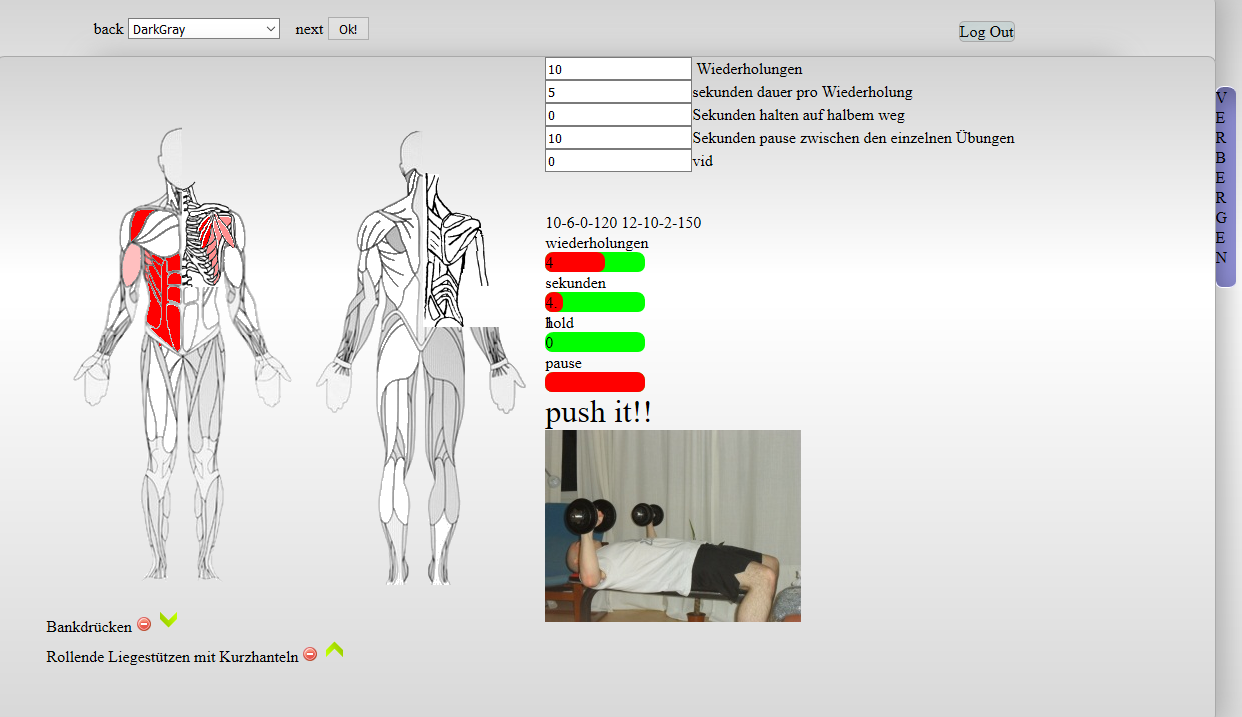 back DarkGray next Ok! Log Out
10 Wiederholungen
5 sekunden dauer pro Wiederholung
0 Sekunden halten auf halbem weg
10 Sekunden pause zwischen den einzelnen Übungen
0 vid
10-6-0-120 12-10-2-150
wiederholungen
4
sekunden
4
hold
0
pause
push it!!
Bankdrücken
Rollende Liegestützen mit Kurzhanteln
V
E
R
B
E
R
G
E
N